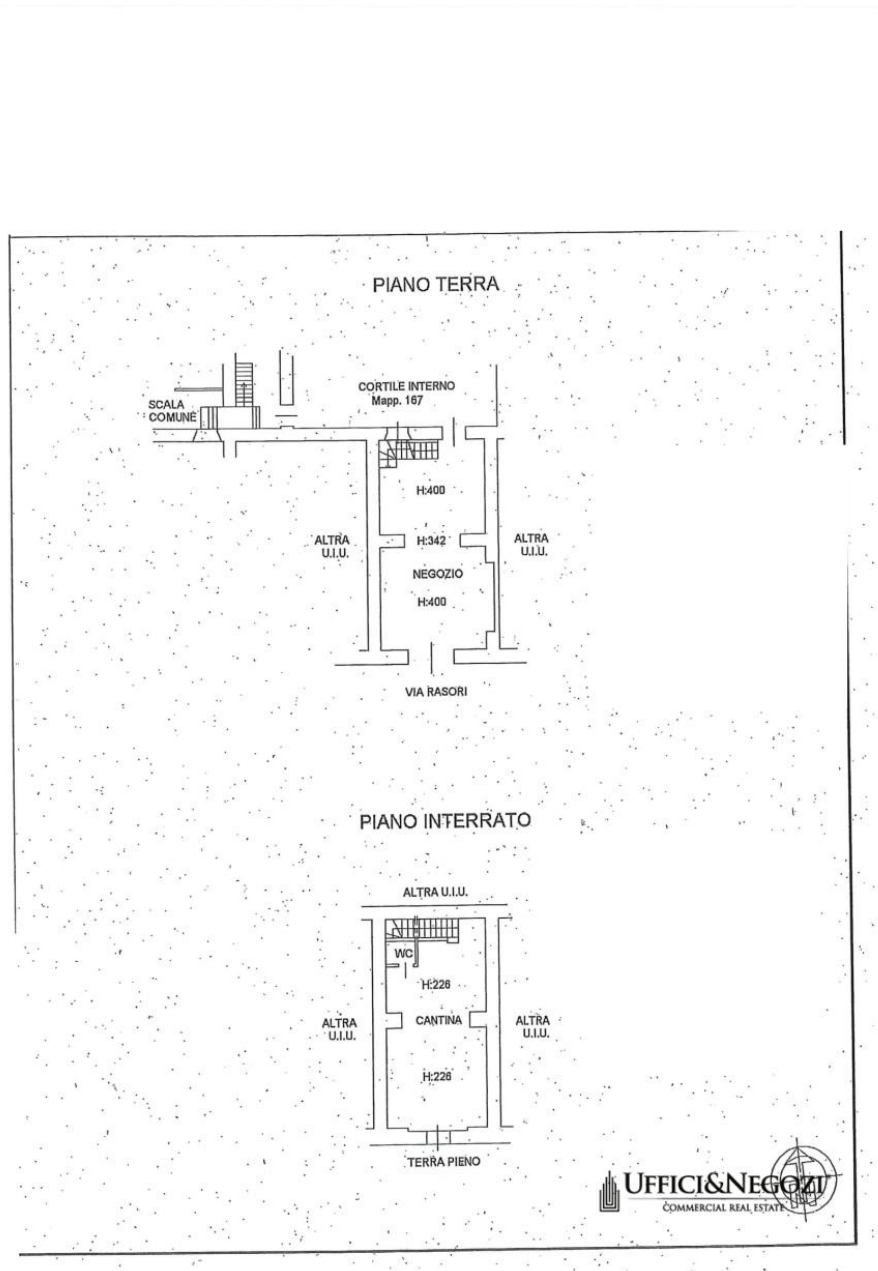 PIANO TERRA
CORTILE INTERNO
Mapp. 167
SCALA
COMUNE
H:400
ALTRA
U.I.U.
H:342
ALTRA
U.I.U.
NEGOZIO
H:400
VIA RASORI
PIANO INTERRATO
ALTRA U.I.U.
WC
H:226
ALTRA
U.I.U.
CANTINA
ALTRA
U.I.U.
H:226
TERRA PIENO
UFFICI&NEGOZI
COMMERCIAL REAL ESTATE